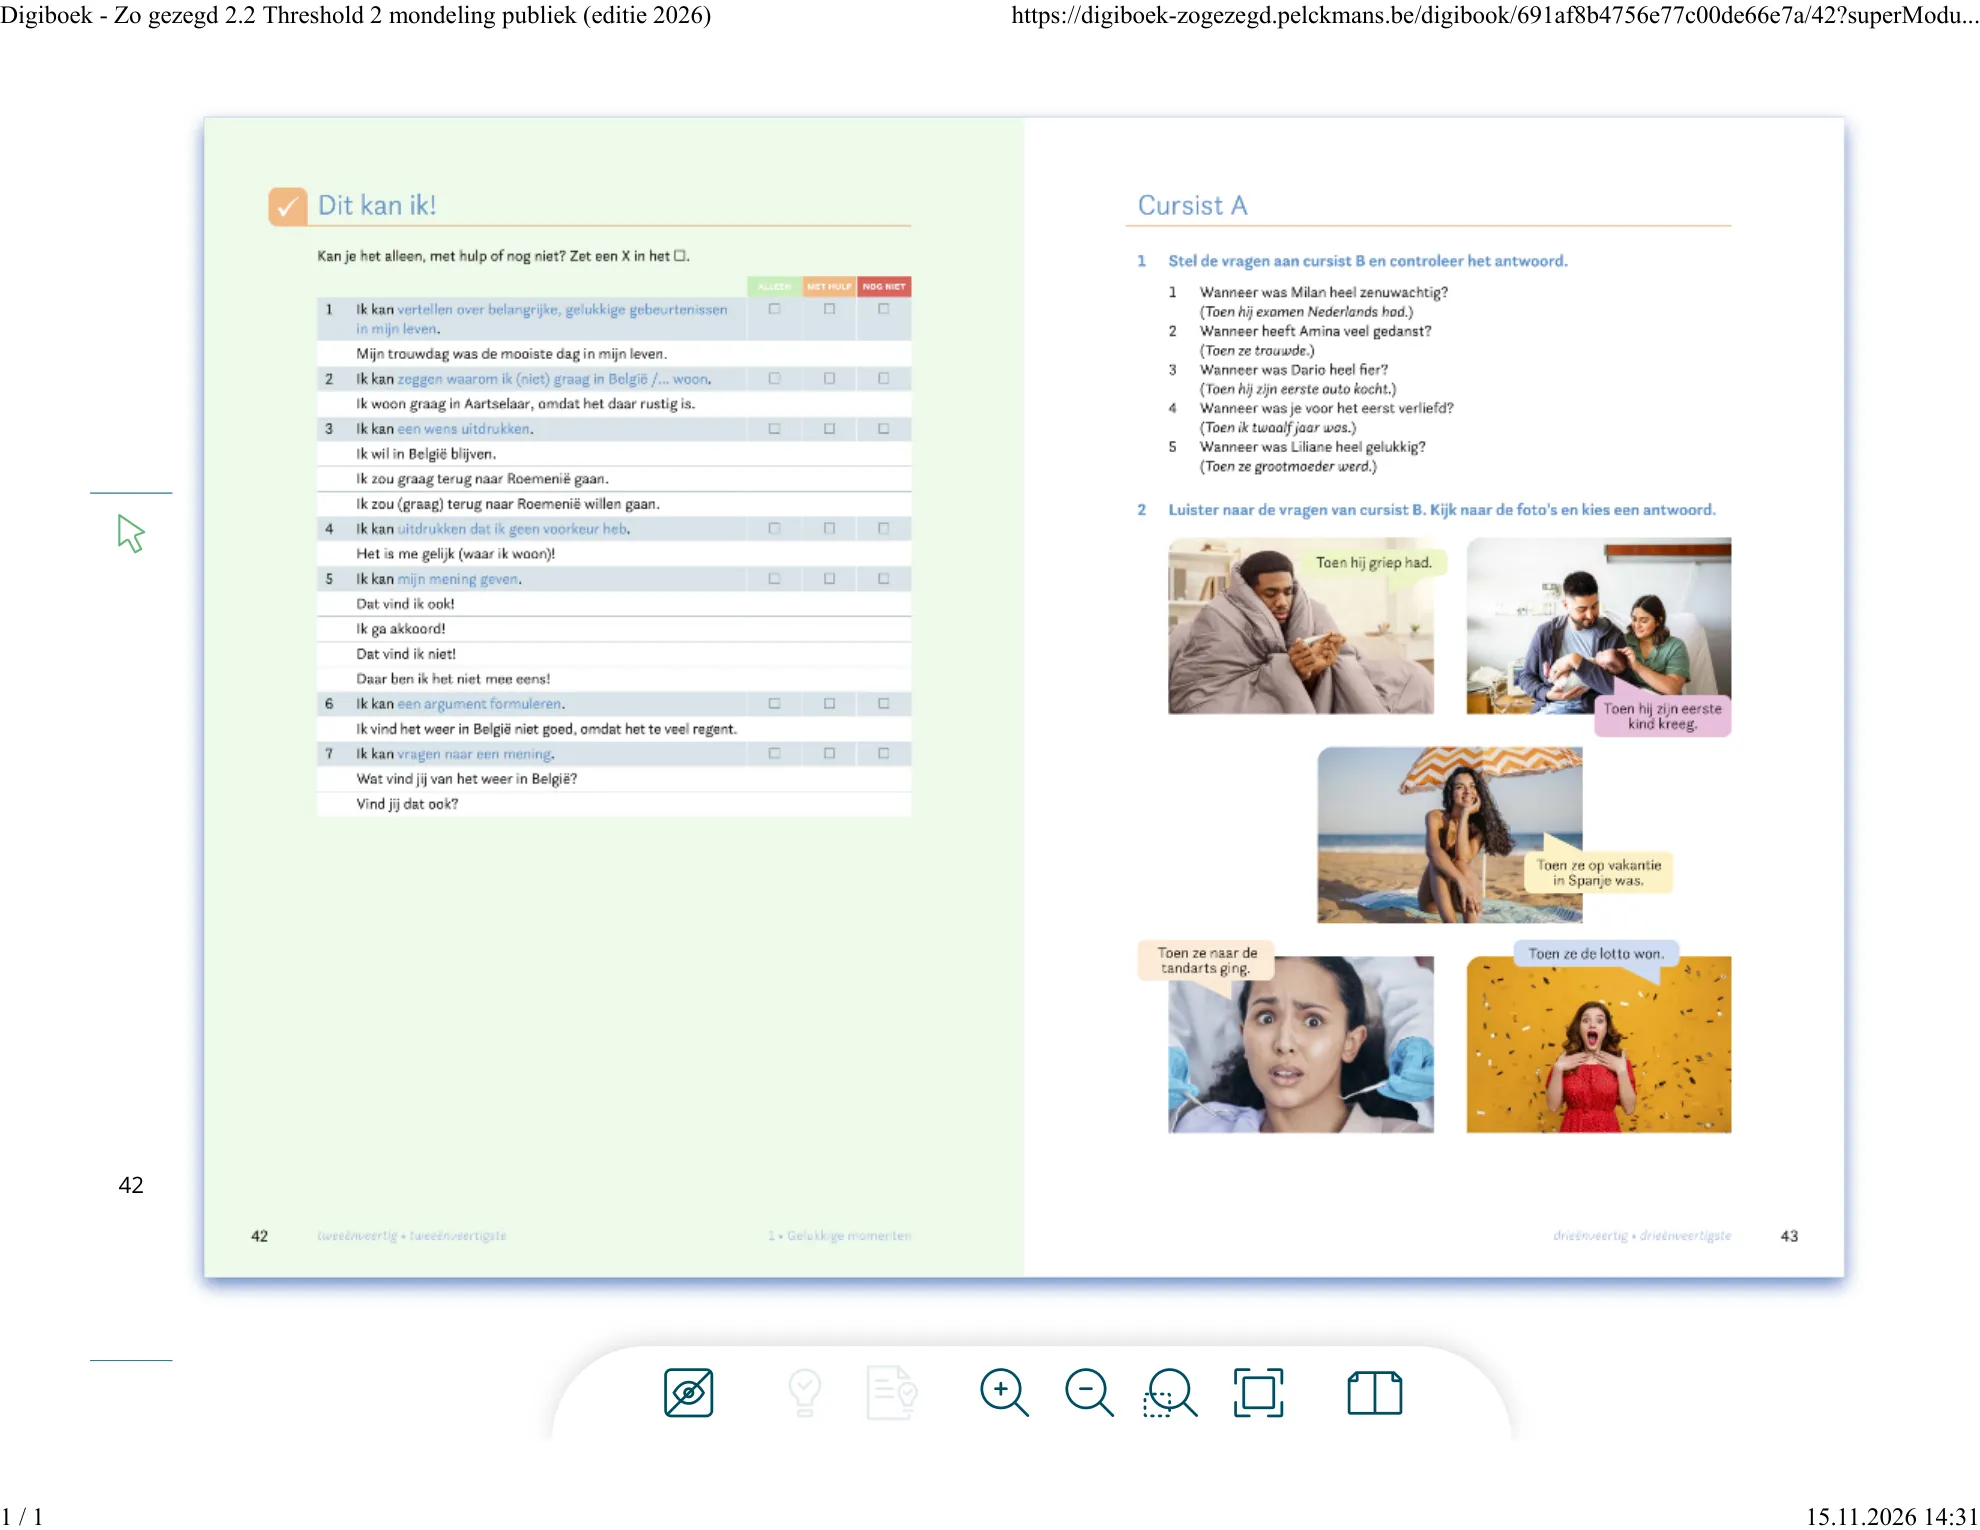 Digiboek - Zo gezegd 2.2 Threshold 2 mondeling publiek (editie 2026)
https://digiboek-zogezegd.pelckmans.be/digibook/691af8b4756e77c00de66e7a/42?superModu...
Dit kan ik!
Kan je het alleen, met hulp of nog niet? Zet een X in het ☐.
ALLEEN MET HULP NOG NIET
1 Ik kan vertellen over belangrijke, gelukkige gebeurtenissen
in mijn leven.
Mijn trouwdag was de mooiste dag in mijn leven.
2 Ik kan zeggen waarom ik (niet) graag in België /... woon.
Ik woon graag in Aartselaar, omdat het daar rustig is.
3 Ik kan een wens uitdrukken.
Ik wil in België blijven.
Ik zou graag terug naar Roemenië gaan.
Ik zou (graag) terug naar Roemenië willen gaan.
4 Ik kan uitdrukken dat ik geen voorkeur heb.
Het is me gelijk (waar ik woon)!
5 Ik kan mijn mening geven.
Dat vind ik ook!
Ik ga akkoord!
Dat vind ik niet!
Daar ben ik het niet mee eens!
6 Ik kan een argument formuleren.
Ik vind het weer in België niet goed, omdat het te veel regent.
7 Ik kan vragen naar een mening.
Wat vind jij van het weer in België?
Vind jij dat ook?
42
42 tweeënveertig • tweeënveertigste 1 • Gelukkige momenten
Cursist A
1 Stel de vragen aan cursist B en controleer het antwoord.
1 Wanneer was Milan heel zenuwachtig?
(Toen hij examen Nederlands had.)
2 Wanneer heeft Amina veel gedanst?
(Toen ze trouwde.)
3 Wanneer was Dario heel fier?
(Toen hij zijn eerste auto kocht.)
4 Wanneer was je voor het eerst verliefd?
(Toen ik twaalf jaar was.)
5 Wanneer was Liliane heel gelukkig?
(Toen ze grootmoeder werd.)
2 Luister naar de vragen van cursist B. Kijk naar de foto's en kies een antwoord.
Toen hij griep had.
Toen hij zijn eerste
kind kreeg.
Toen ze op vakantie
in Spanje was.
Toen ze naar de
tandarts ging.
Toen ze de lotto won.
drieënveertig • drieënveertigste 43
1 / 1
15.11.2026 14:31